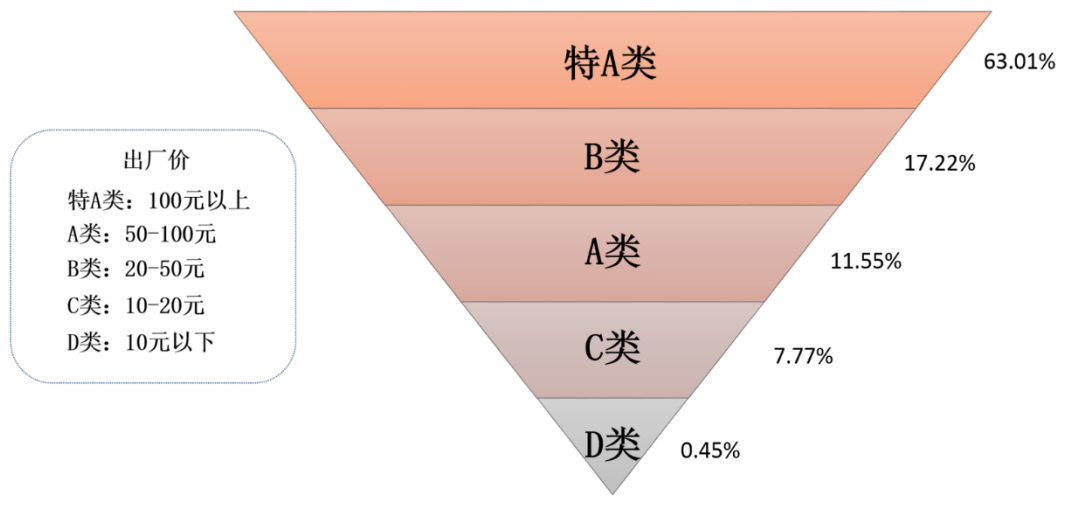 出厂价
特A类：100元以上
A类：50-100元
B类：20-50元
C类：10-20元
D类：10元以下
特A类
63.01%
B类
17.22%
A类
11.55%
C类
7.77%
D类
0.45%